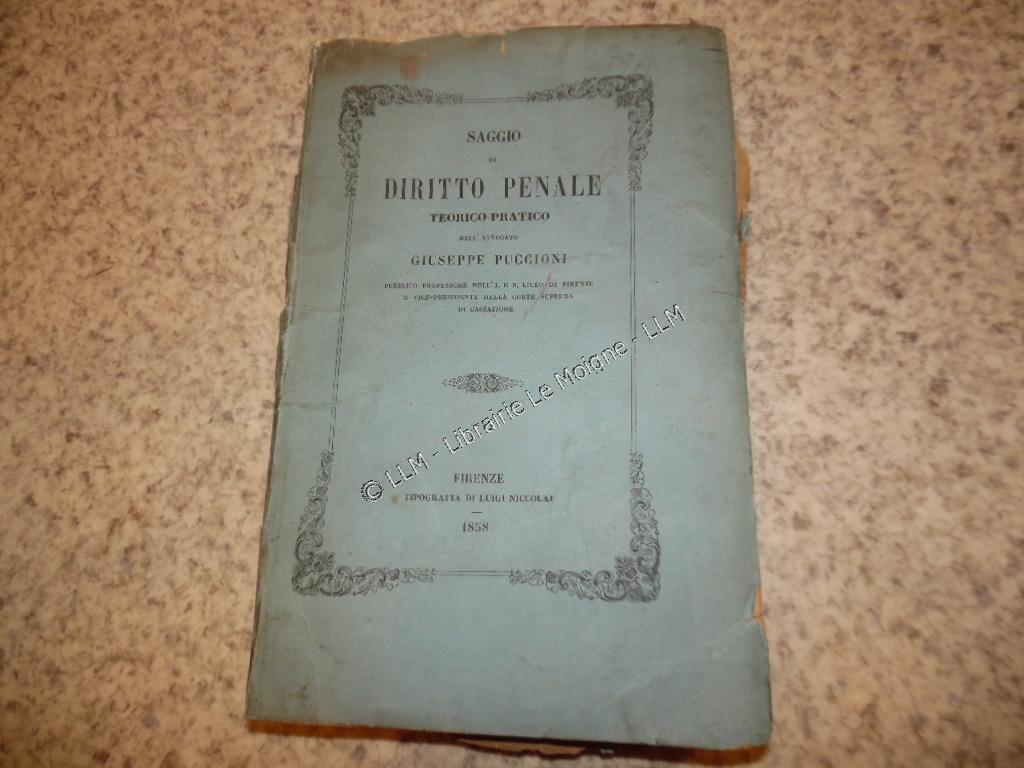 SAGGIO
DI
DIRITTO PENALE
TEORICO-PRATICO
DELL' AVVOCATO
GIUSEPPE PUCCIONI
PUBBLICO PROFESSORE NELL' I. E R. LICEO DI FIRENZE
E VICE-PRESIDENTE DELLA CORTE SUPREMA
DI CASSAZIONE.
© LLM - Librairie Le Moigne - LLM
FIRENZE
TIPOGRAFIA DI LUIGI NICCOLAI
1858